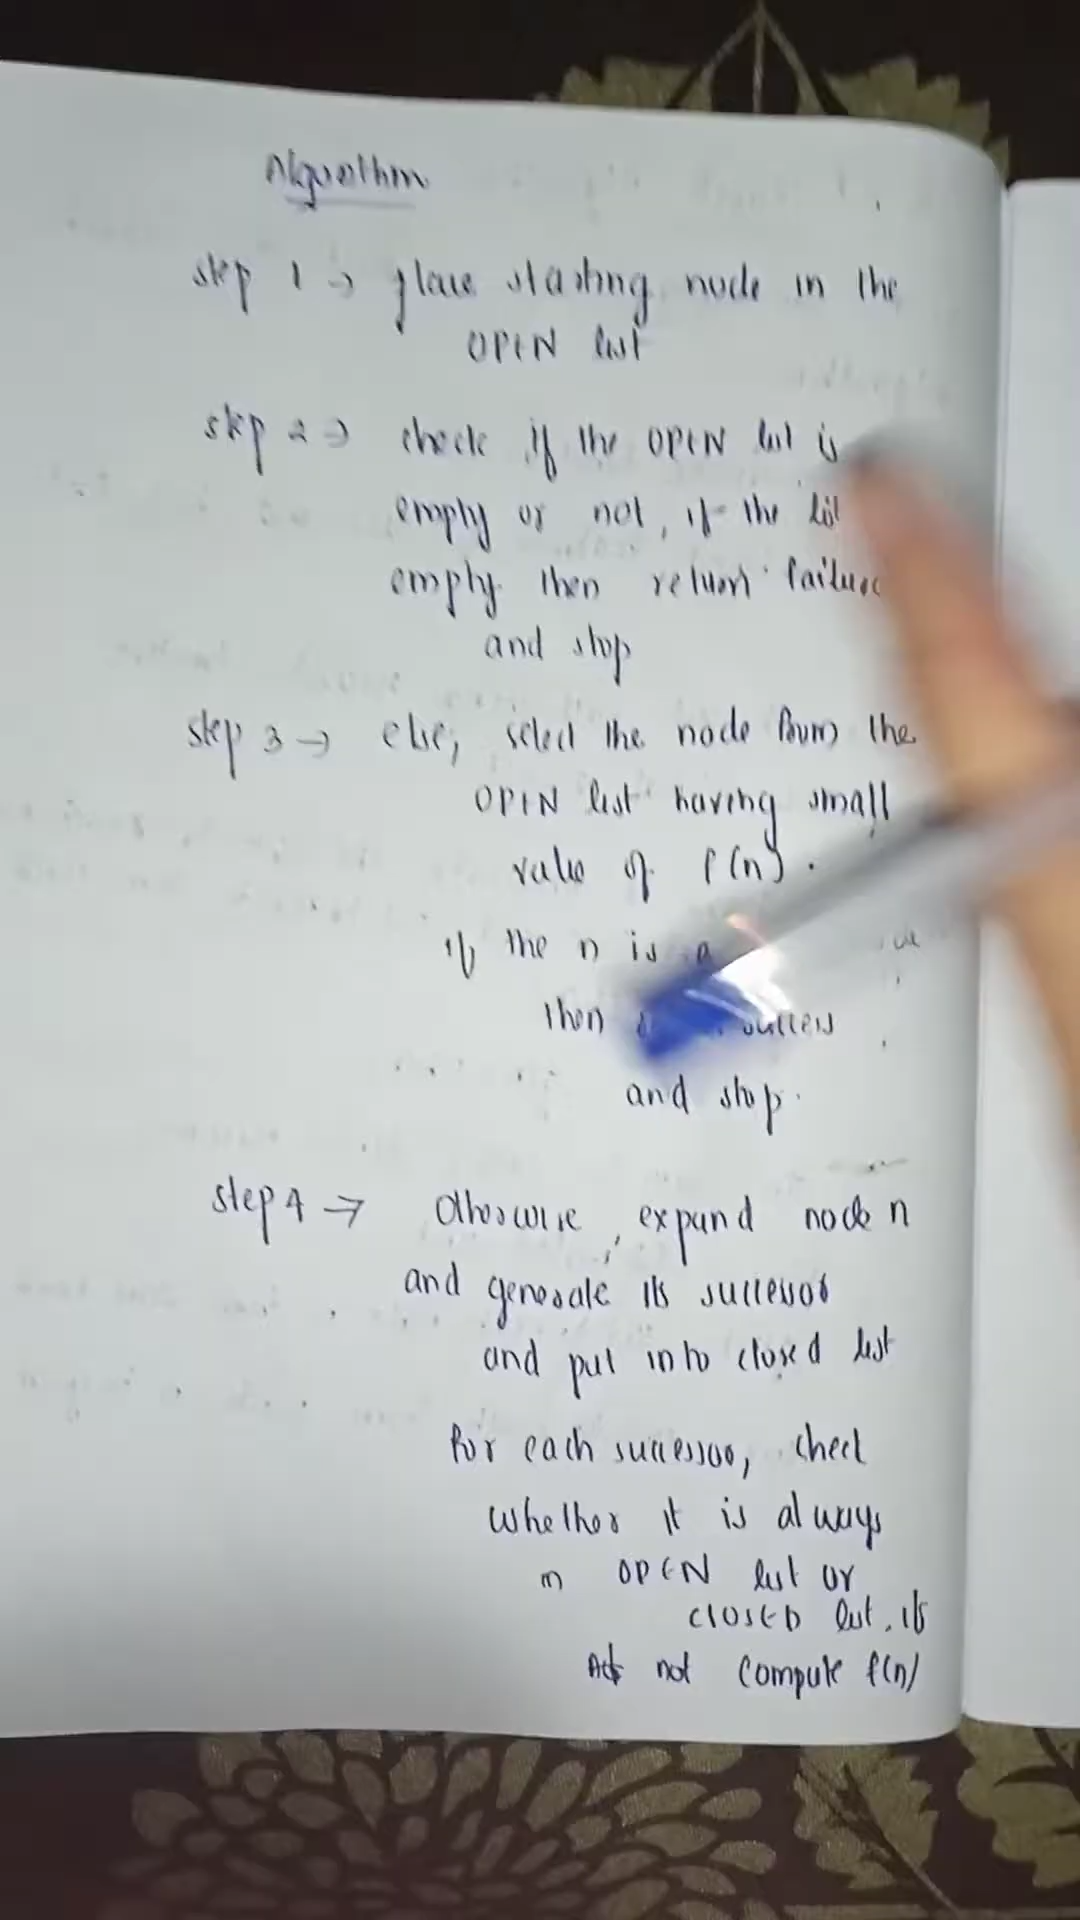 Algorithm
step 1 → place starting node in the
OPEN list
step 2 → check if the OPEN list is
empty or not, if the list
empty then return failure
and stop
step 3 → else, select the node from the
OPEN list having small
value of f(n).
if the n is a
then success
and stop.
step 4 → Otherwise, expand node n
and generate its successor
and put into closed list
for each successor, check
whether it is always
in OPEN list or
CLOSED list, if
not compute f(n)